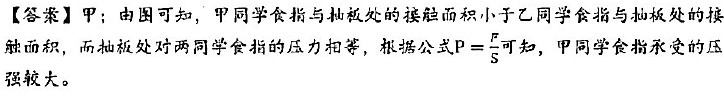 【答案】甲；由图可知，甲同学食指与抽板处的接触面积小于乙同学食指与抽板处的接
触面积，而抽板处对两同学食指的压力相等，根据公式P=F/S可知，甲同学食指承受的压
强较大。